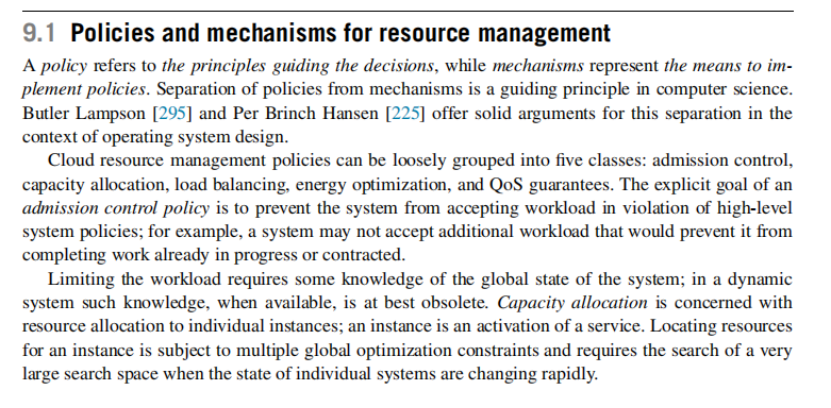 9.1 Policies and mechanisms for resource management
A policy refers to the principles guiding the decisions, while mechanisms represent the means to im-
plement policies. Separation of policies from mechanisms is a guiding principle in computer science.
Butler Lampson [295] and Per Brinch Hansen [225] offer solid arguments for this separation in the
context of operating system design.
Cloud resource management policies can be loosely grouped into five classes: admission control,
capacity allocation, load balancing, energy optimization, and QoS guarantees. The explicit goal of an
admission control policy is to prevent the system from accepting workload in violation of high-level
system policies; for example, a system may not accept additional workload that would prevent it from
completing work already in progress or contracted.
Limiting the workload requires some knowledge of the global state of the system; in a dynamic
system such knowledge, when available, is at best obsolete. Capacity allocation is concerned with
resource allocation to individual instances; an instance is an activation of a service. Locating resources
for an instance is subject to multiple global optimization constraints and requires the search of a very
large search space when the state of individual systems are changing rapidly.